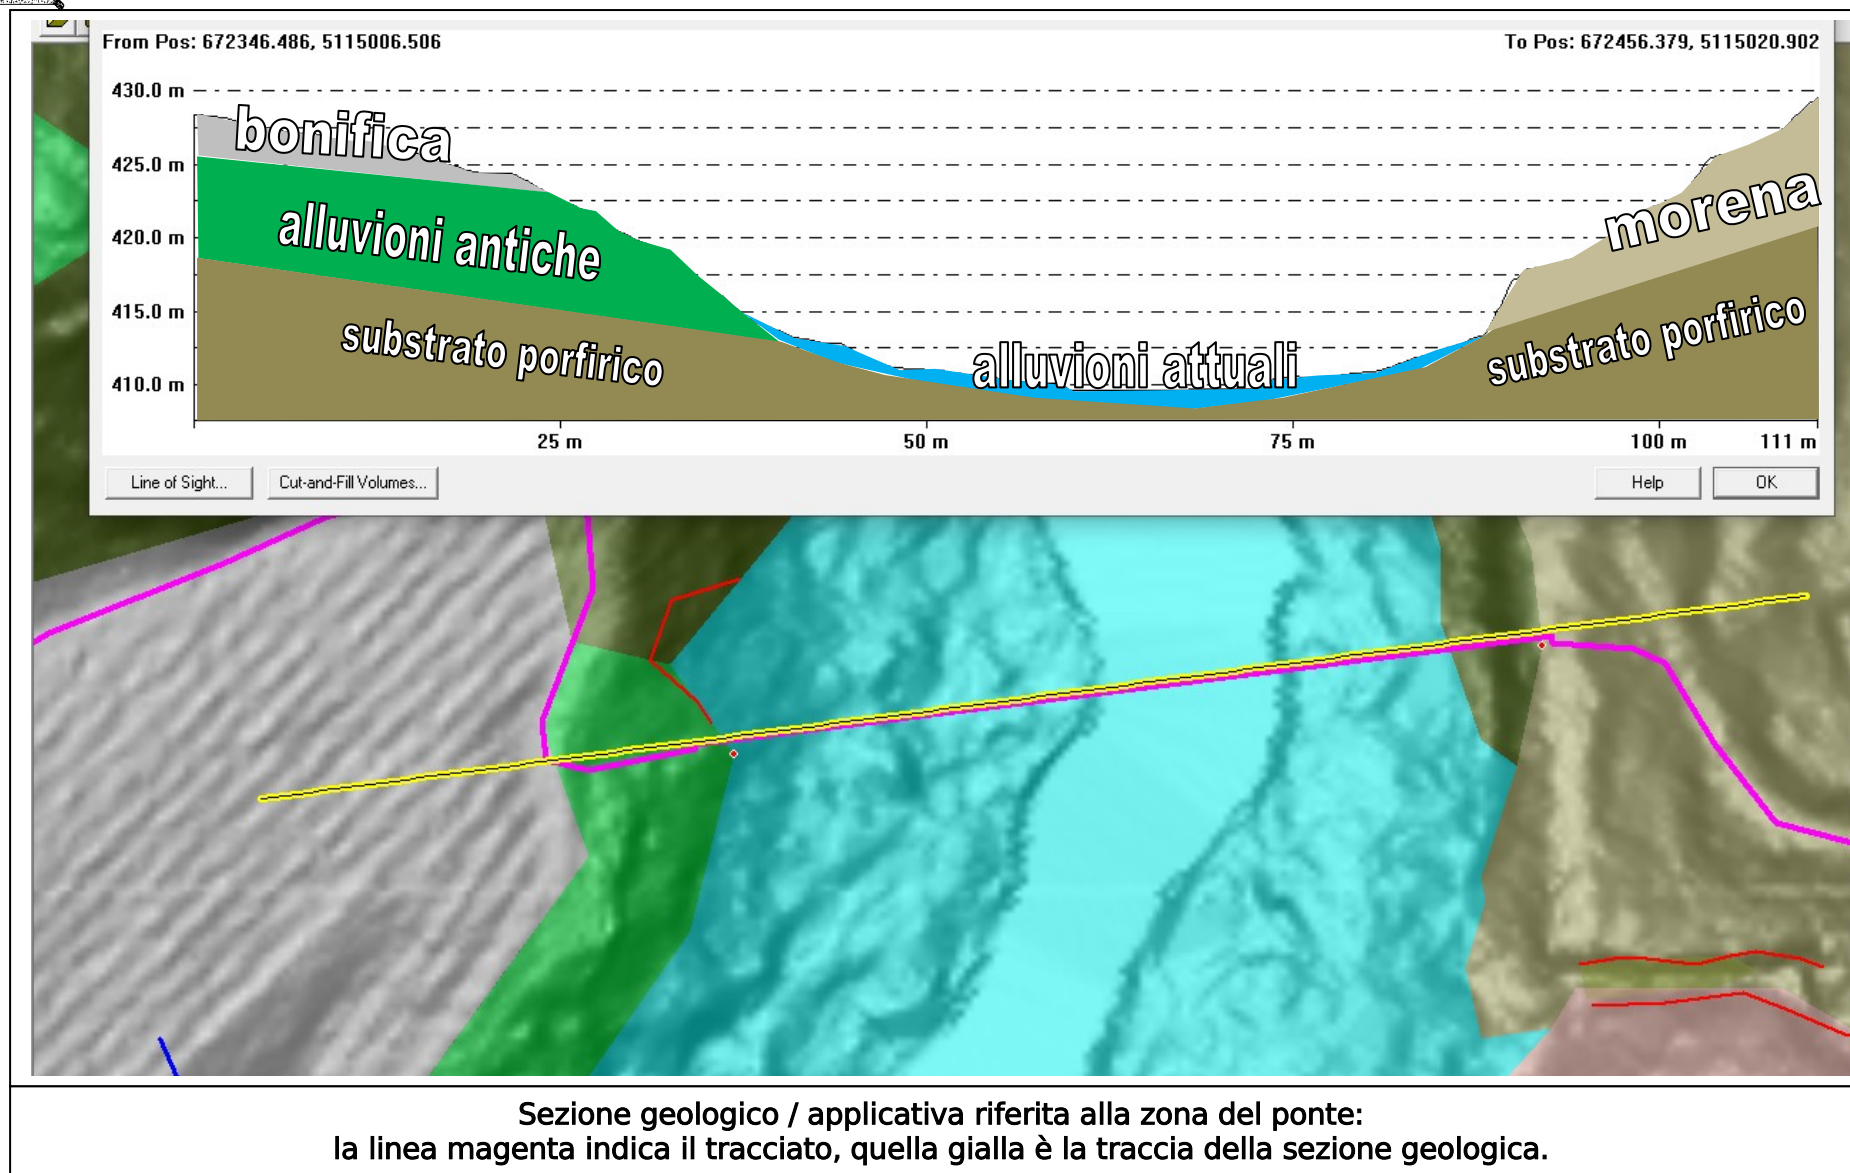 From Pos: 672346.486, 5115006.506
To Pos: 672456.379, 5115020.902
430.0 m
425.0 m
420.0 m
415.0 m
410.0 m
bonifica
alluvioni antiche
substrato porfirico
alluvioni attuali
morena
substrato porfirico
25 m
50 m
75 m
100 m
111 m
Line of Sight...
Cut-and-Fill Volumes...
Help
OK
Sezione geologico / applicativa riferita alla zona del ponte:
la linea magenta indica il tracciato, quella gialla è la traccia della sezione geologica.